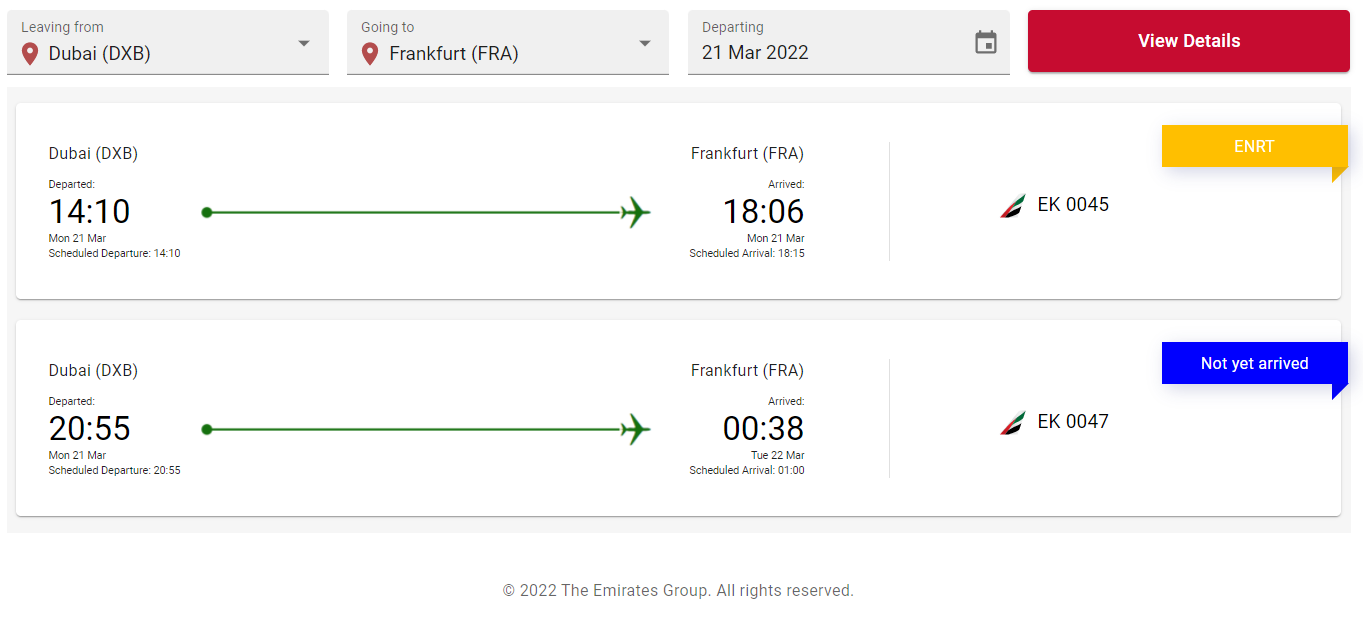 Leaving from
Dubai (DXB)
Going to
Frankfurt (FRA)
Departing
21 Mar 2022
View Details
ENRT
Dubai (DXB)
Frankfurt (FRA)
Departed:
Arrived:
14:10
18:06
EK 0045
Mon 21 Mar
Mon 21 Mar
Scheduled Departure: 14:10
Scheduled Arrival: 18:15
Not yet arrived
Dubai (DXB)
Frankfurt (FRA)
Departed:
Arrived:
20:55
00:38
EK 0047
Mon 21 Mar
Tue 22 Mar
Scheduled Departure: 20:55
Scheduled Arrival: 01:00
© 2022 The Emirates Group. All rights reserved.